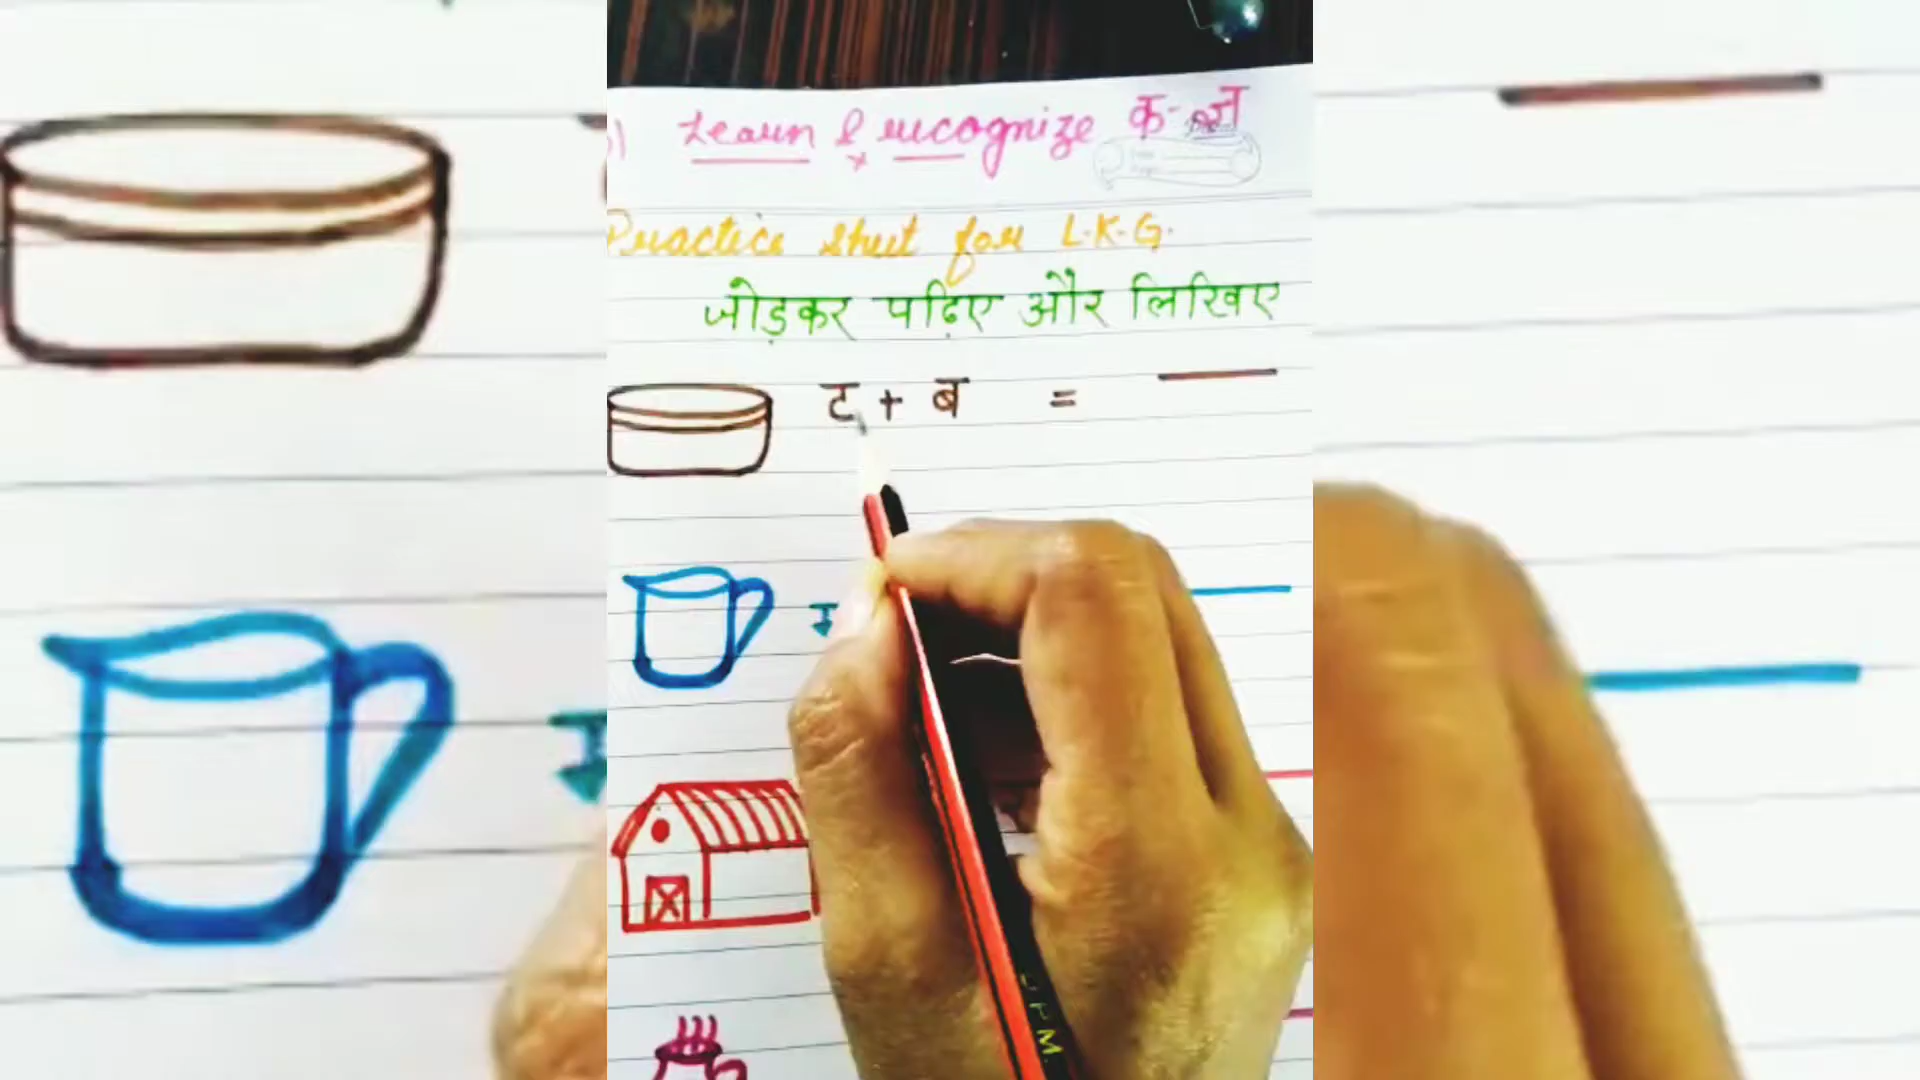 Learn & recognize क-ज्ञ
Practice sheet for L.K.G.
जोड़कर पढ़िए और लिखिए
ट + ब =